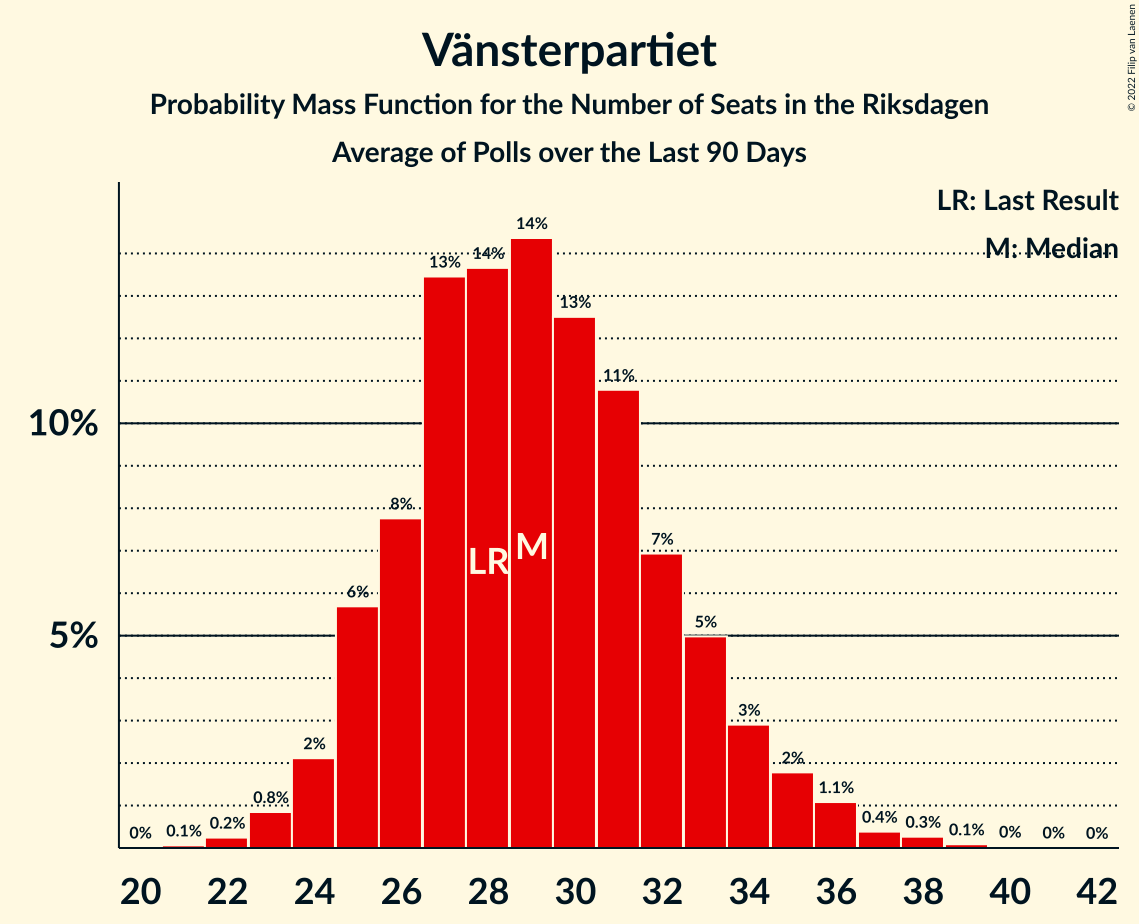 Vänsterpartiet
Probability Mass Function for the Number of Seats in the Riksdagen
Average of Polls over the Last 90 Days
© 2022 Filip van Laenen
LR: Last Result
M: Median
10%
5%
0%
0.1%
0.2%
0.8%
2%
6%
8%
13%
14%
14%
13%
11%
7%
5%
3%
2%
1.1%
0.4%
0.3%
0.1%
0%
0%
0%
LR
M
20 22 24 26 28 30 32 34 36 38 40 42